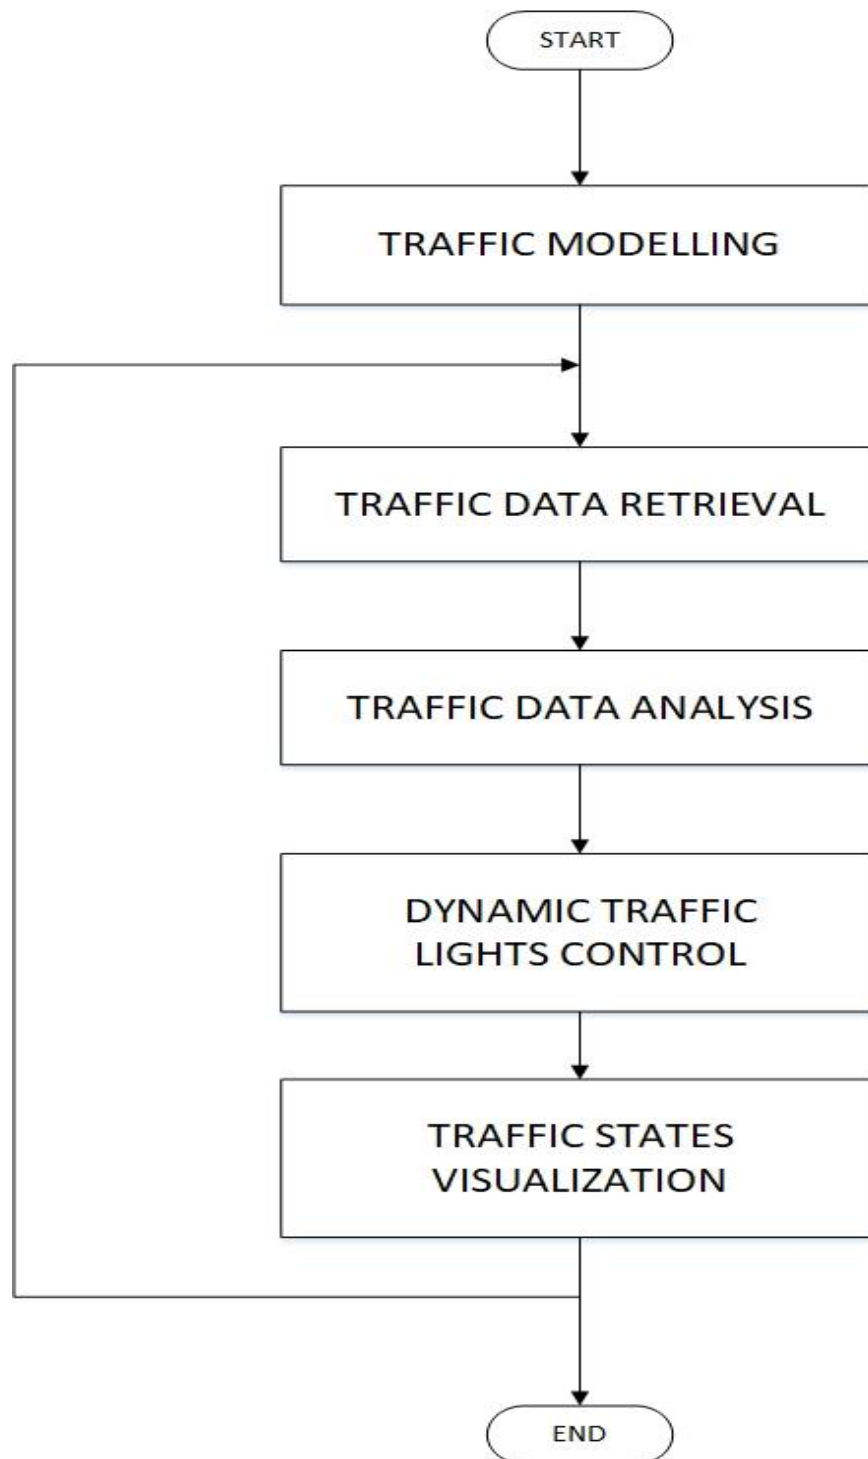 START
TRAFFIC MODELLING
TRAFFIC DATA RETRIEVAL
TRAFFIC DATA ANALYSIS
DYNAMIC TRAFFIC
LIGHTS CONTROL
TRAFFIC STATES
VISUALIZATION
END